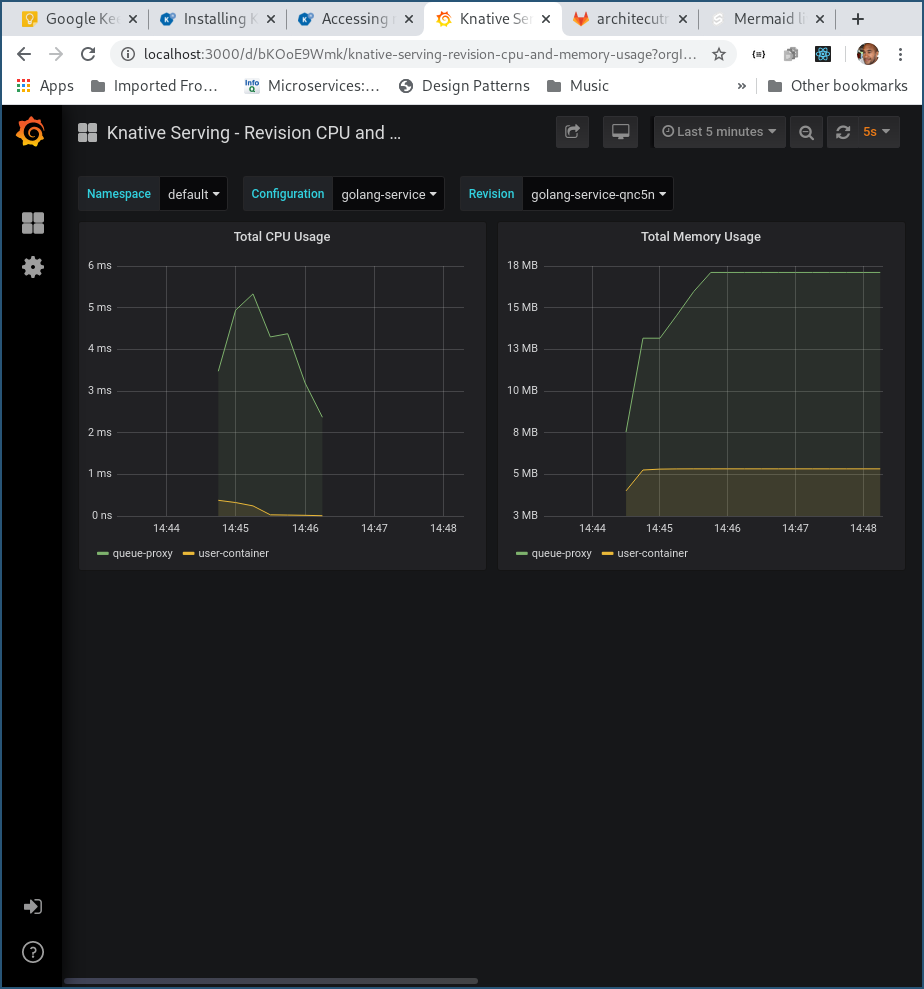 Google Kee
Installing K
Accessing r
Knative Ser
architecutr
Mermaid li
localhost:3000/d/bKOoE9Wmk/knative-serving-revision-cpu-and-memory-usage?orgI...
Apps
Imported Fro...
Microservices:...
Design Patterns
Music
»
Other bookmarks
Knative Serving - Revision CPU and ...
Last 5 minutes
5s
Namespace
default
Configuration
golang-service
Revision
golang-service-qnc5n
Total CPU Usage
6 ms
5 ms
4 ms
3 ms
2 ms
1 ms
0 ns
14:44
14:45
14:46
14:47
14:48
queue-proxy
user-container
Total Memory Usage
18 MB
15 MB
13 MB
10 MB
8 MB
5 MB
3 MB
14:44
14:45
14:46
14:47
14:48
queue-proxy
user-container